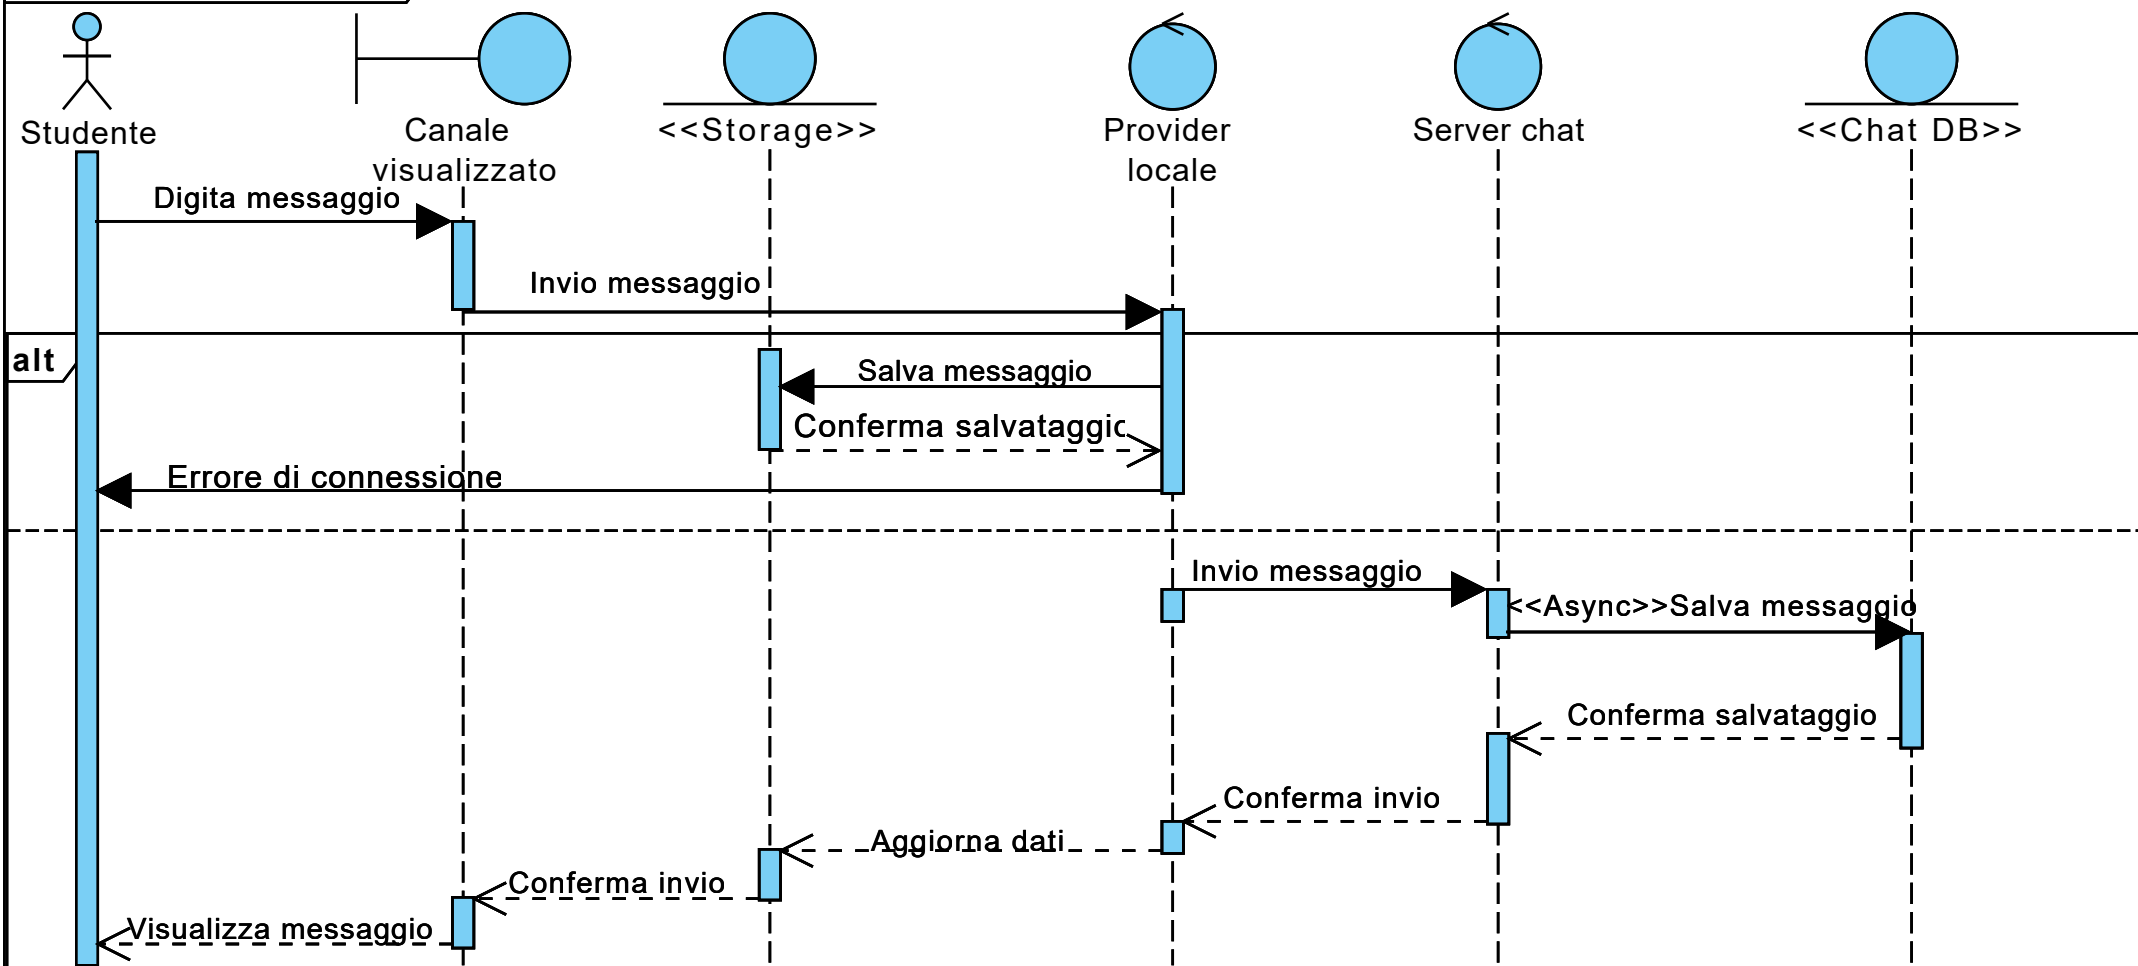 Studente
Canale
visualizzato
<<Storage>>
Provider
locale
Server chat
<<Chat DB>>
Digita messaggio
Invio messaggio
alt
Salva messaggio
Conferma salvataggio
Errore di connessione
Invio messaggio
<<Async>>Salva messaggio
Conferma salvataggio
Conferma invio
Aggiorna dati
Conferma invio
Visualizza messaggio